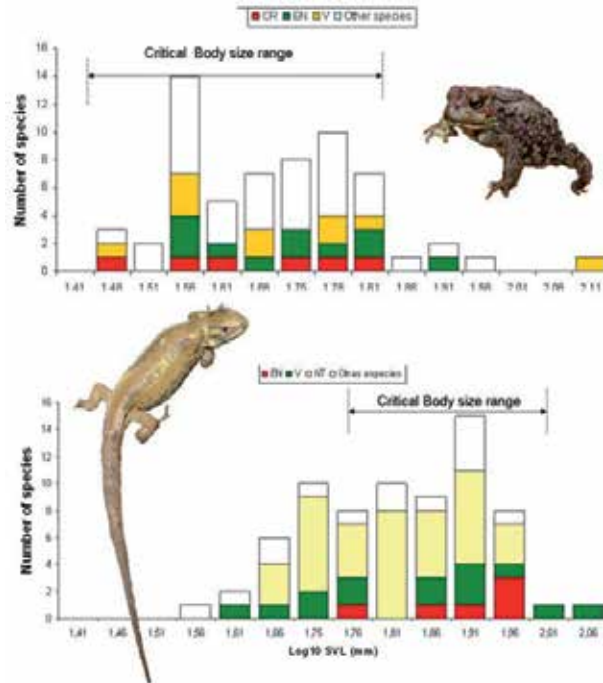 CR EN V Other species
Critical Body size range
Number of species
16
14
12
10
8
6
4
2
0
1,41 1,46 1,51 1,56 1,61 1,66 1,75 1,76 1,81 1,86 1,91 1,96 2,01 2,06 2,11
EN V NT Otras especies
Critical Body size range
Number of species
16
14
12
10
8
6
4
2
0
1,41 1,46 1,51 1,56 1,61 1,66 1,75 1,76 1,81 1,86 1,91 1,96 2,01 2,06
Log10 SVL (mm)